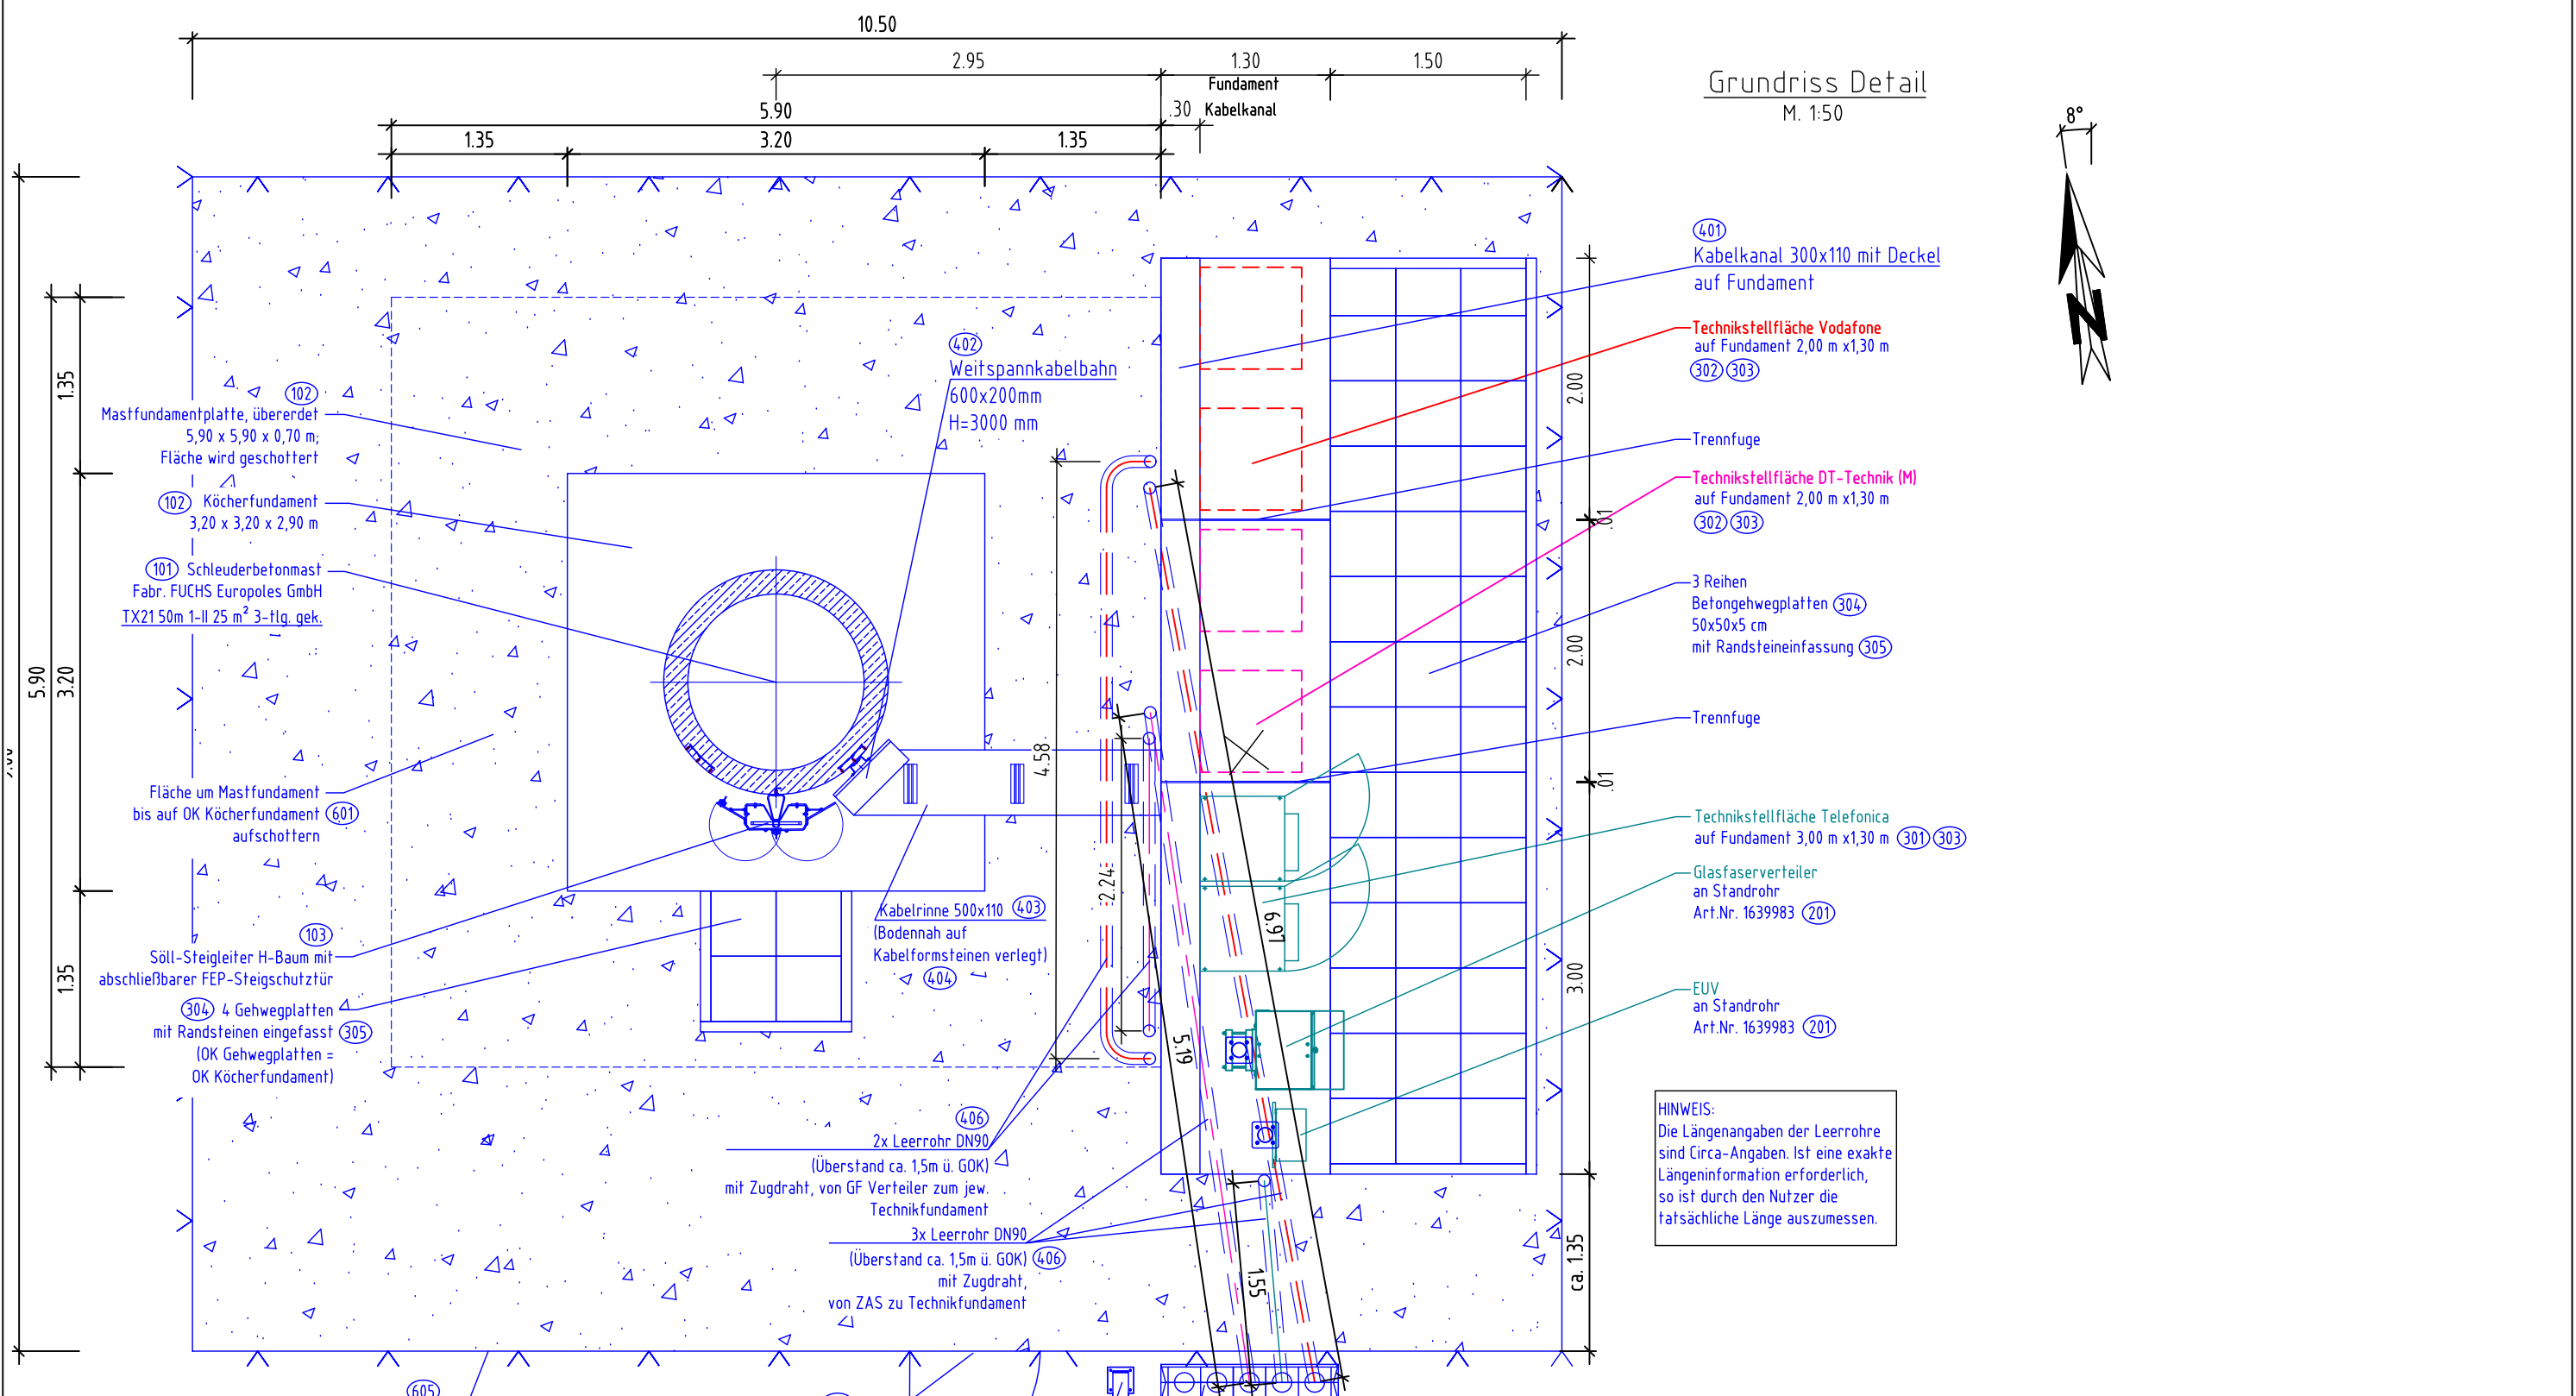 10.50
2.95
1.30
1.50
Fundament
.30
Kabelkanal
5.90
1.35
3.20
1.35
Grundriss Detail
M. 1:50
8°
N
401
Kabelkanal 300x110 mit Deckel
auf Fundament
Technikstellfläche Vodafone
auf Fundament 2,00 m x1,30 m
302 303
Trennfuge
Technikstellfläche DT-Technik (M)
auf Fundament 2,00 m x1,30 m
302 303
3 Reihen
Betongehwegplatten 304
50x50x5 cm
mit Randsteineinfassung 305
Trennfuge
Technikstellfläche Telefonica
auf Fundament 3,00 m x1,30 m 301 303
Glasfaserverteiler
an Standrohr
Art.Nr. 1639983 201
EUV
an Standrohr
Art.Nr. 1639983 201
HINWEIS:
Die Längenangaben der Leerrohre
sind Circa-Angaben. Ist eine exakte
Längeninformation erforderlich,
so ist durch den Nutzer die
tatsächliche Länge auszumessen.
402
Weitspannkabelbahn
600x200mm
H=3000 mm
102
Mastfundamentplatte, übererdet
5,90 x 5,90 x 0,70 m;
Fläche wird geschottert
102 Köcherfundament
3,20 x 3,20 x 2,90 m
101 Schleuderbetonmast
Fabr. FUCHS Europoles GmbH
TX21 50m 1-II 25 m² 3-tlg. gek.
Fläche um Mastfundament
bis auf OK Köcherfundament 601
aufschottern
103
Söll-Steigleiter H-Baum mit
abschließbarer FEP-Steigschutztür
304 4 Gehwegplatten
mit Randsteinen eingefasst 305
(OK Gehwegplatten =
OK Köcherfundament)
Kabelrinne 500x110 403
(Bodennah auf
Kabelformsteinen verlegt)
404
406
2x Leerrohr DN90
(Überstand ca. 1,5m ü. GOK)
mit Zugdraht, von GF Verteiler zum jew.
Technikfundament
3x Leerrohr DN90
(Überstand ca. 1,5m ü. GOK) 406
mit Zugdraht,
von ZAS zu Technikfundament
605
5.90
1.35
3.20
1.35
4.58
2.24
5.19
6.97
1.55
2.00
.01
2.00
.01
3.00
ca. 1.35